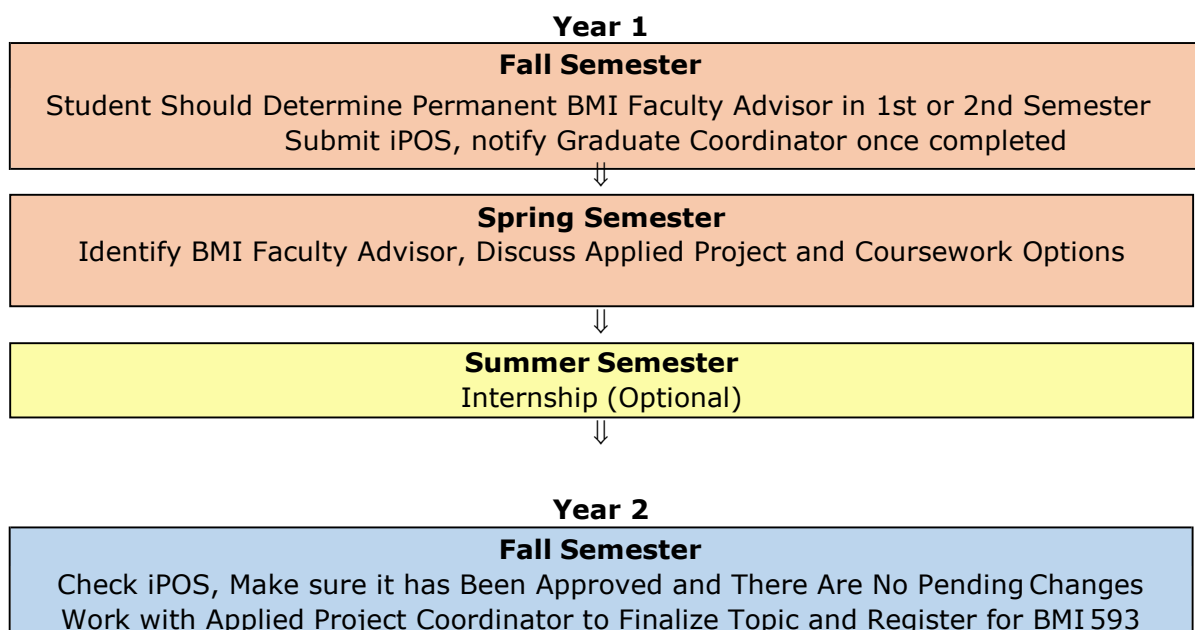 Year 1
Fall Semester
Student Should Determine Permanent BMI Faculty Advisor in 1st or 2nd Semester
Submit iPOS, notify Graduate Coordinator once completed
⇓
Spring Semester
Identify BMI Faculty Advisor, Discuss Applied Project and Coursework Options
⇓
Summer Semester
Internship (Optional)
⇓
Year 2
Fall Semester
Check iPOS, Make sure it has Been Approved and There Are No Pending Changes
Work with Applied Project Coordinator to Finalize Topic and Register for BMI 593